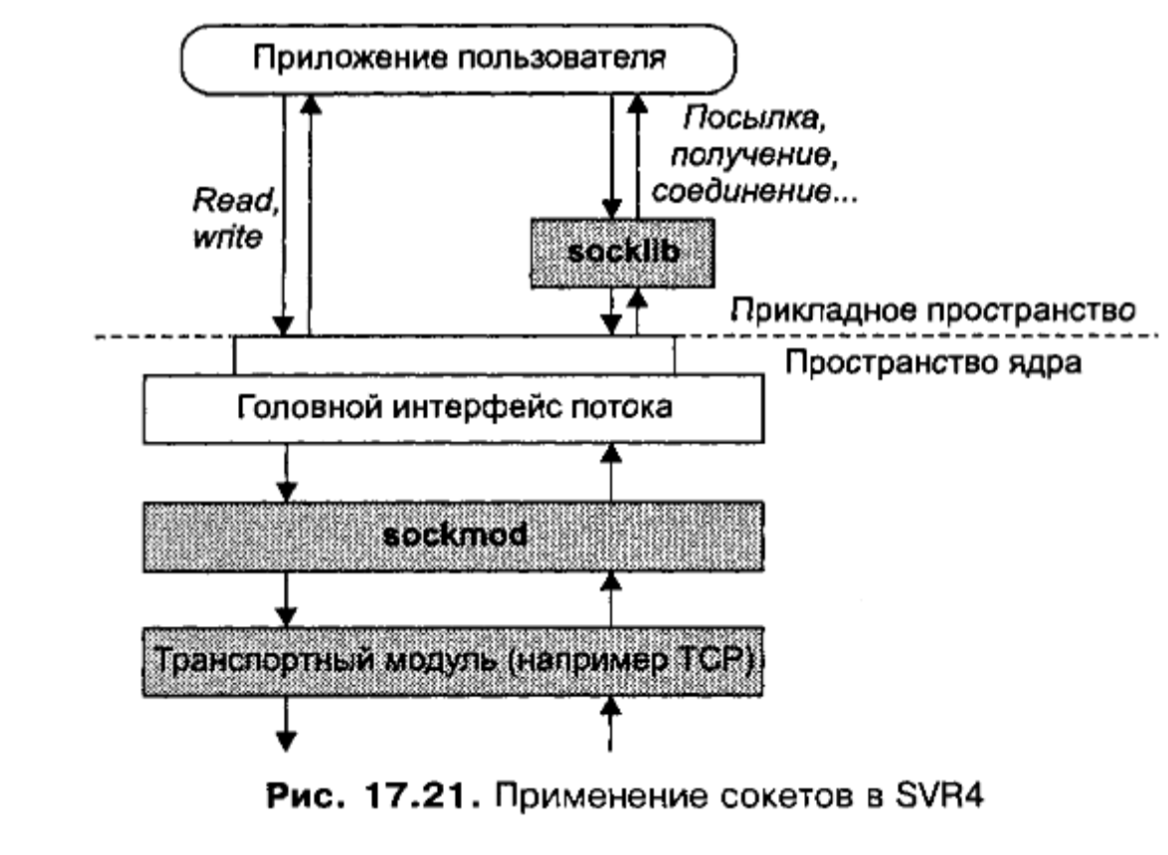 Приложение пользователя
Посылка,
получение,
соединение...
Read,
write
socklib
Прикладное пространство
Пространство ядра
Головной интерфейс потока
sockmod
Транспортный модуль (например TCP)
Рис. 17.21. Применение сокетов в SVR4